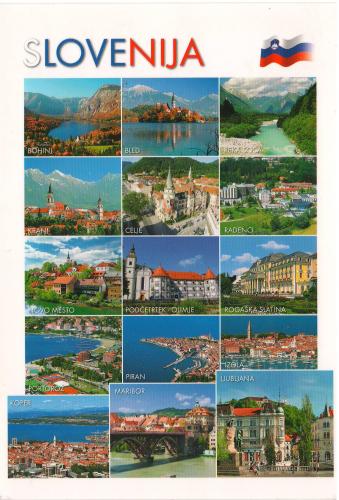 SLOVENIJA
BOHINJ
BLED
REKA SOČA
KRANJ
CELJE
RADENCI
NOVO MESTO
PODČETRTEK - OLIMJE
ROGAŠKA SLATINA
PORTOROŽ
PIRAN
IZOLA
KOPER
MARIBOR
LJUBLJANA